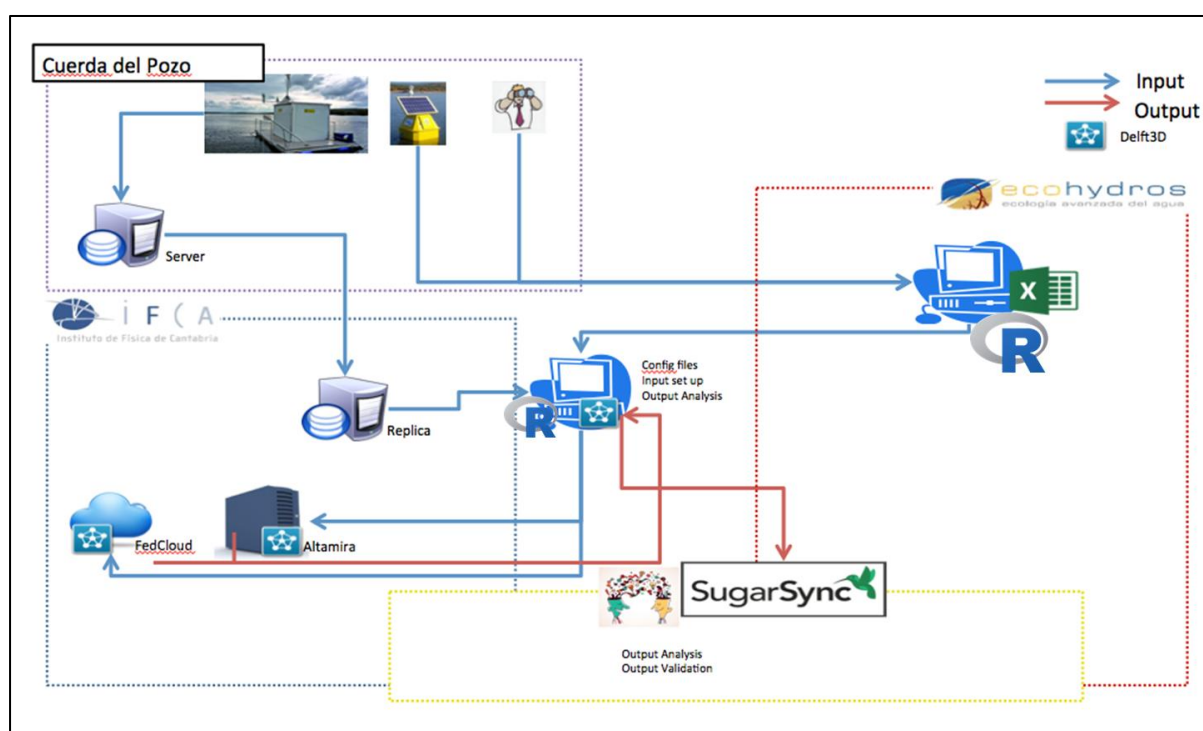 Cuerda del Pozo
Input
Output
Delft3D
ecohydros
ecología avanzada del agua
Server
X
R
IFCA
Instituto de Física de Cantabria
Config files
Input set up
Output Analysis
R
Replica
FedCloud
Altamira
SugarSync
Output Analysis
Output Validation